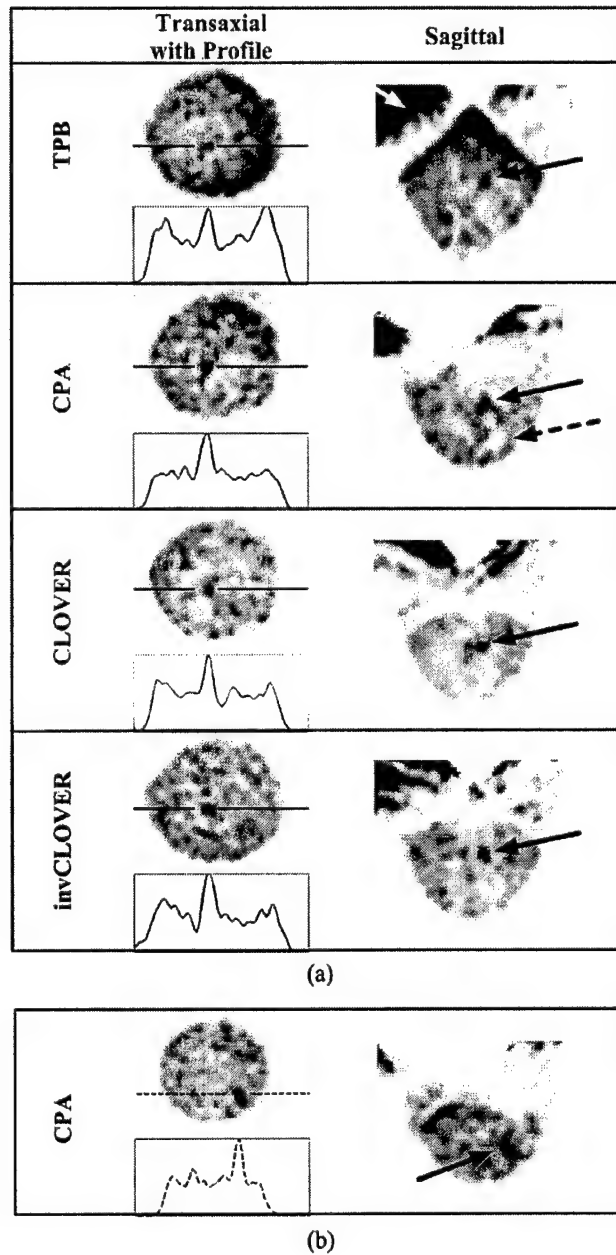 Transaxial
with Profile
Sagittal
TPB
CPA
CLOVER
invCLOVER
(a)
CPA
(b)